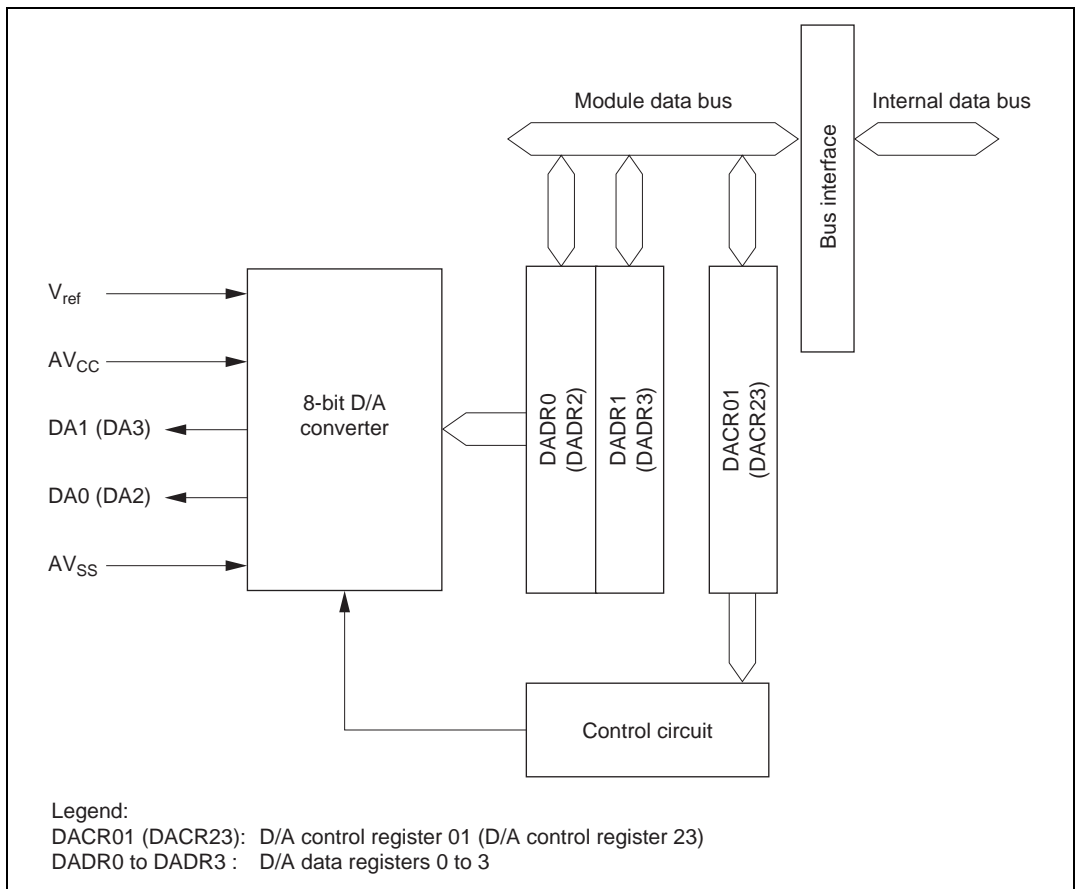 Module data bus
Internal data bus
Bus interface
Vref
AVCC
DA1 (DA3)
DA0 (DA2)
AVSS
8-bit D/A
converter
DADR0
(DADR2)
DADR1
(DADR3)
DACR01
(DACR23)
Control circuit
Legend:
DACR01 (DACR23): D/A control register 01 (D/A control register 23)
DADR0 to DADR3 : D/A data registers 0 to 3